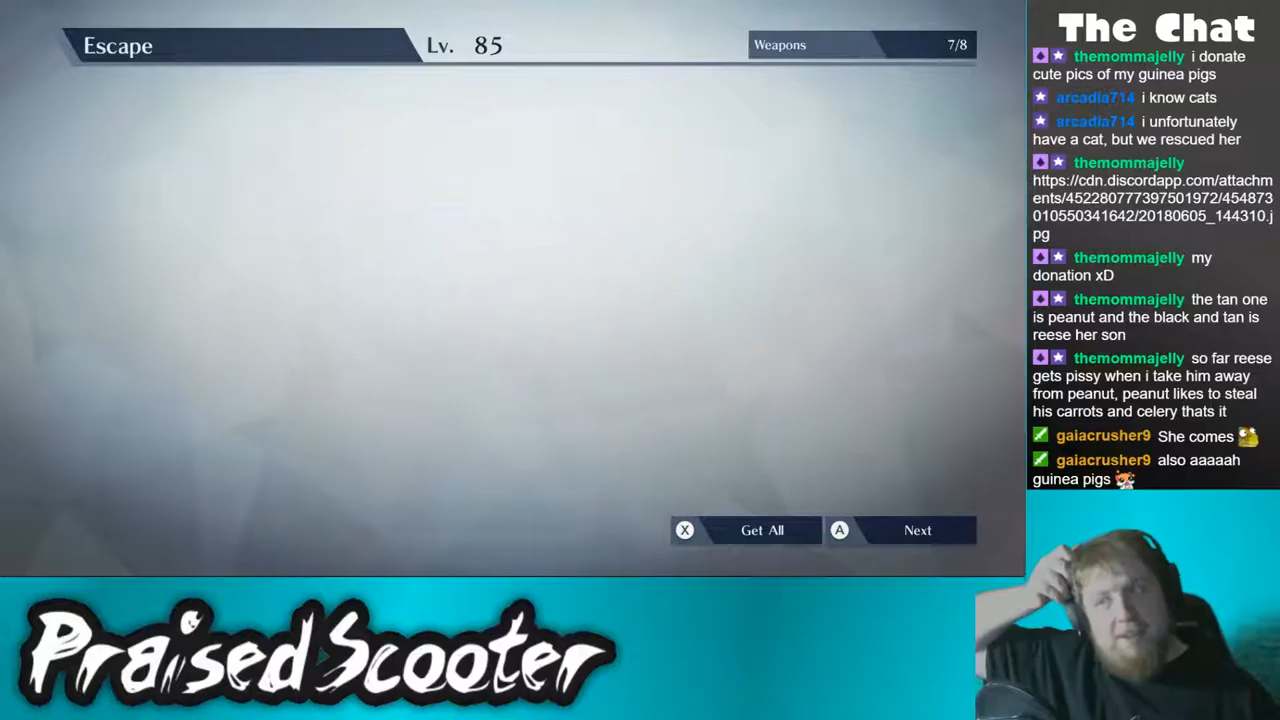 Escape
Lv. 85
Weapons 7/8
X Get All
A Next
The Chat
themommajelly i donate
cute pics of my guinea pigs
arcadia714 i know cats
arcadia714 i unfortunately
have a cat, but we rescued her
themommajelly
https://cdn.discordapp.com/attachm
ents/452280777397501972/454873
010550341642/20180605_144310.j
pg
themommajelly my
donation xD
themommajelly the tan one
is peanut and the black and tan is
reese her son
themommajelly so far reese
gets pissy when i take him away
from peanut, peanut likes to steal
his carrots and celery thats it
gaiacrusher9 She comes
gaiacrusher9 also aaaaah
guinea pigs
PraisedScooter